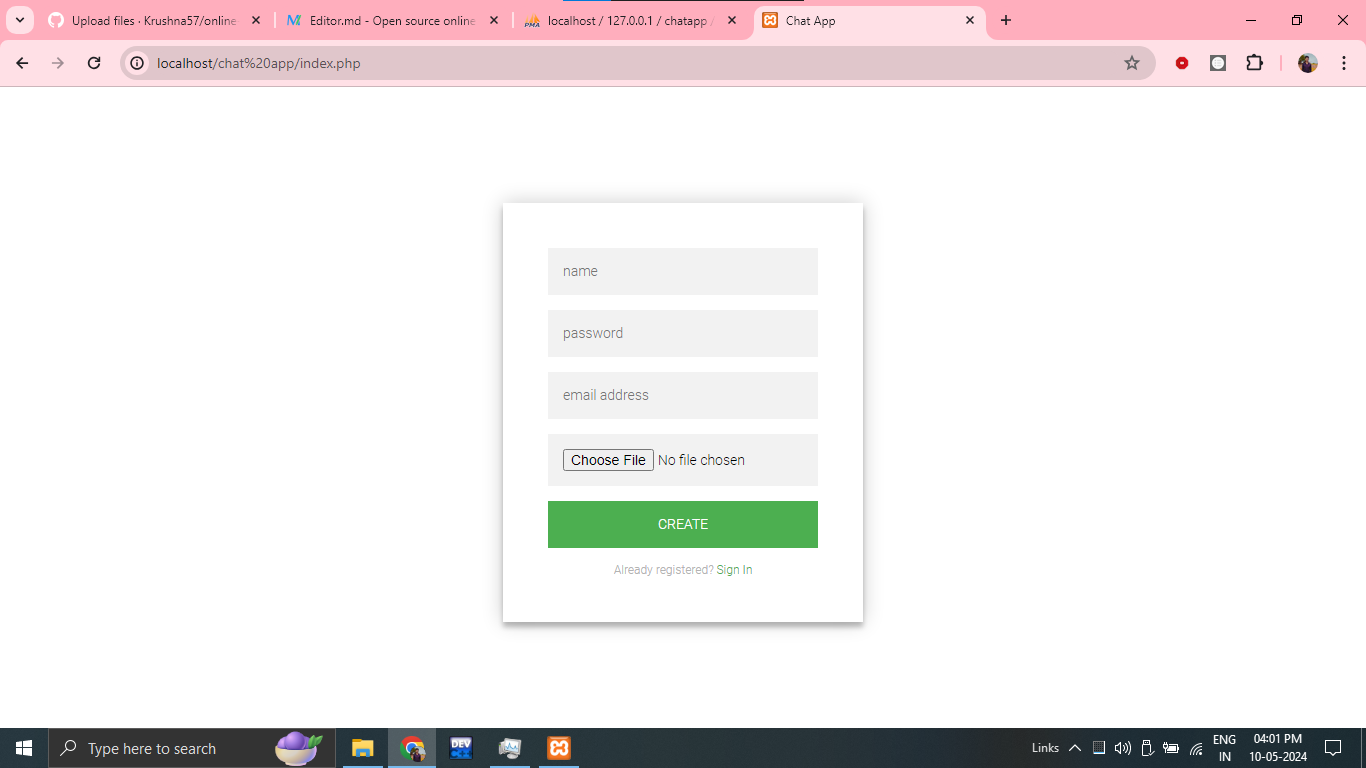 Upload files · Krushna57/online
Editor.md - Open source online
PMA
localhost / 127.0.0.1 / chatapp /
Chat App
localhost/chat%20app/index.php
name
password
email address
Choose File No file chosen
CREATE
Already registered? Sign In
Type here to search
DEV
Links
ENG
IN
04:01 PM
10-05-2024